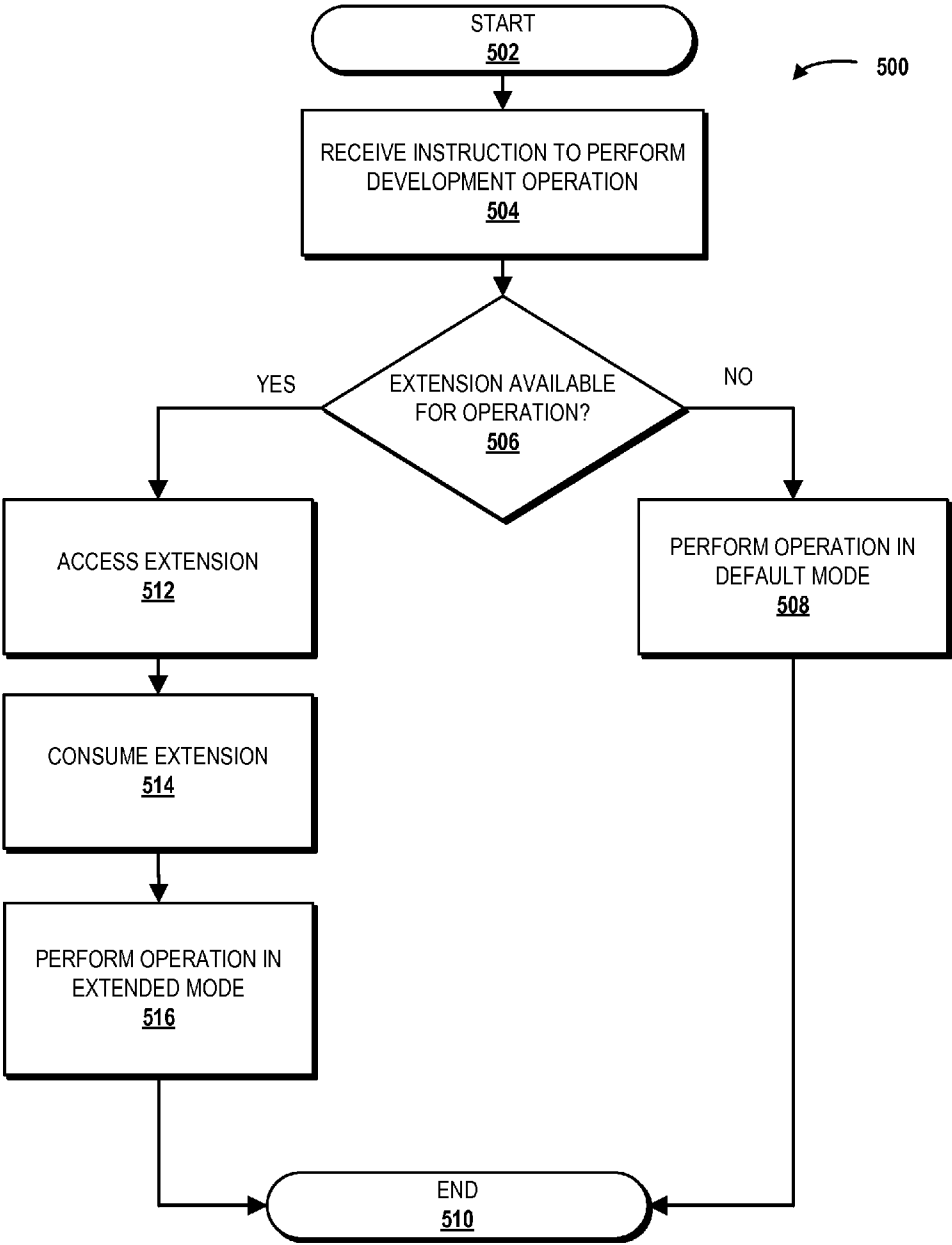 START
502
500
RECEIVE INSTRUCTION TO PERFORM
DEVELOPMENT OPERATION
504
EXTENSION AVAILABLE
FOR OPERATION?
506
YES
NO
ACCESS EXTENSION
512
PERFORM OPERATION IN
DEFAULT MODE
508
CONSUME EXTENSION
514
PERFORM OPERATION IN
EXTENDED MODE
516
END
510